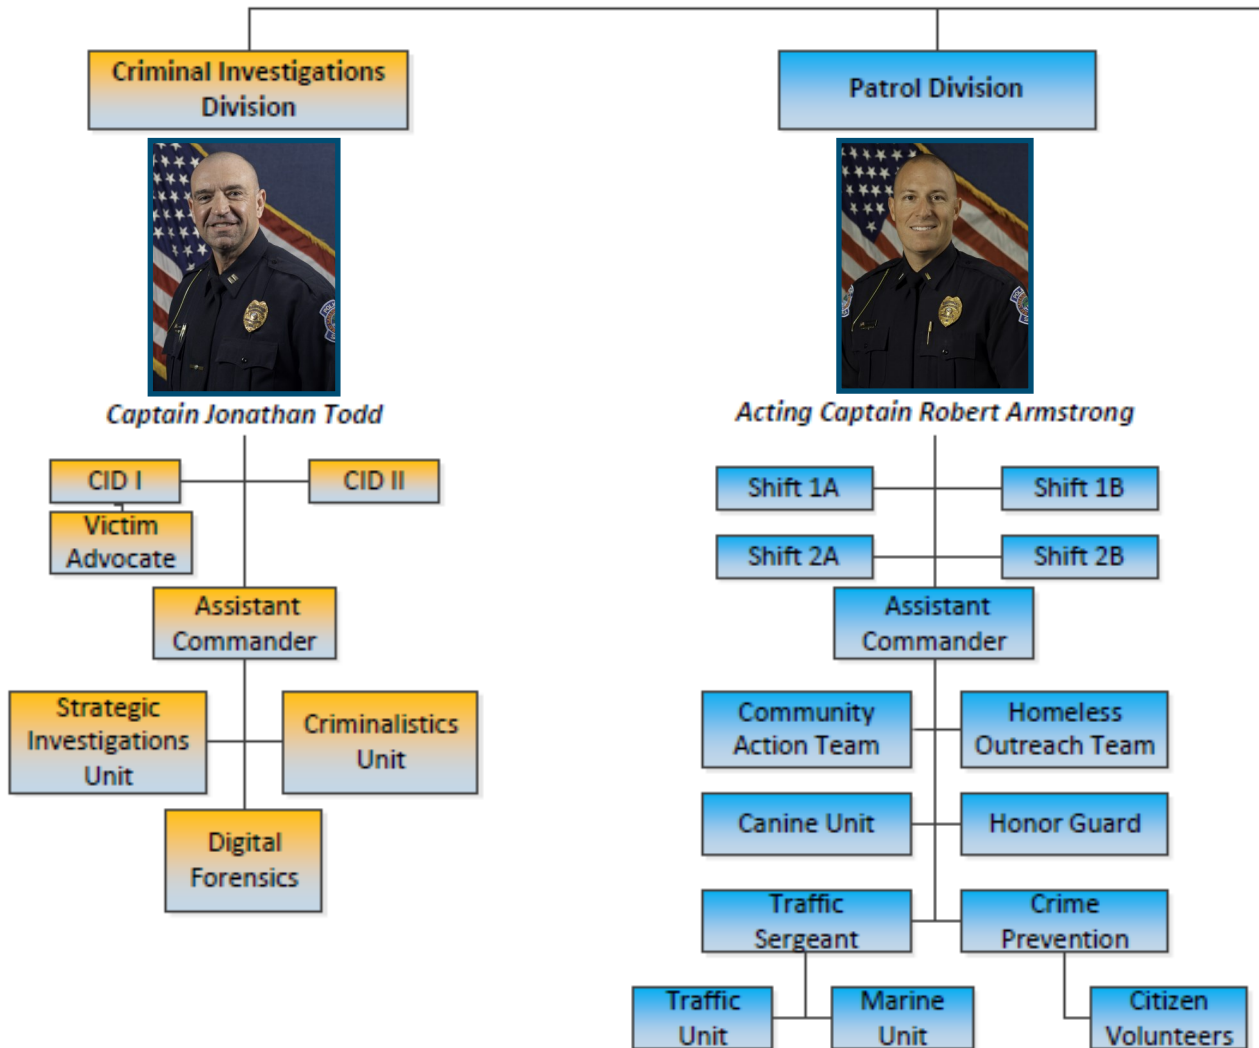 Criminal Investigations
Division
Patrol Division
Captain Jonathan Todd
Acting Captain Robert Armstrong
CID I
CID II
Victim
Advocate
Shift 1A
Shift 1B
Shift 2A
Shift 2B
Assistant
Commander
Assistant
Commander
Strategic
Investigations
Unit
Criminalistics
Unit
Digital
Forensics
Community
Action Team
Homeless
Outreach Team
Canine Unit
Honor Guard
Traffic
Sergeant
Crime
Prevention
Traffic
Unit
Marine
Unit
Citizen
Volunteers